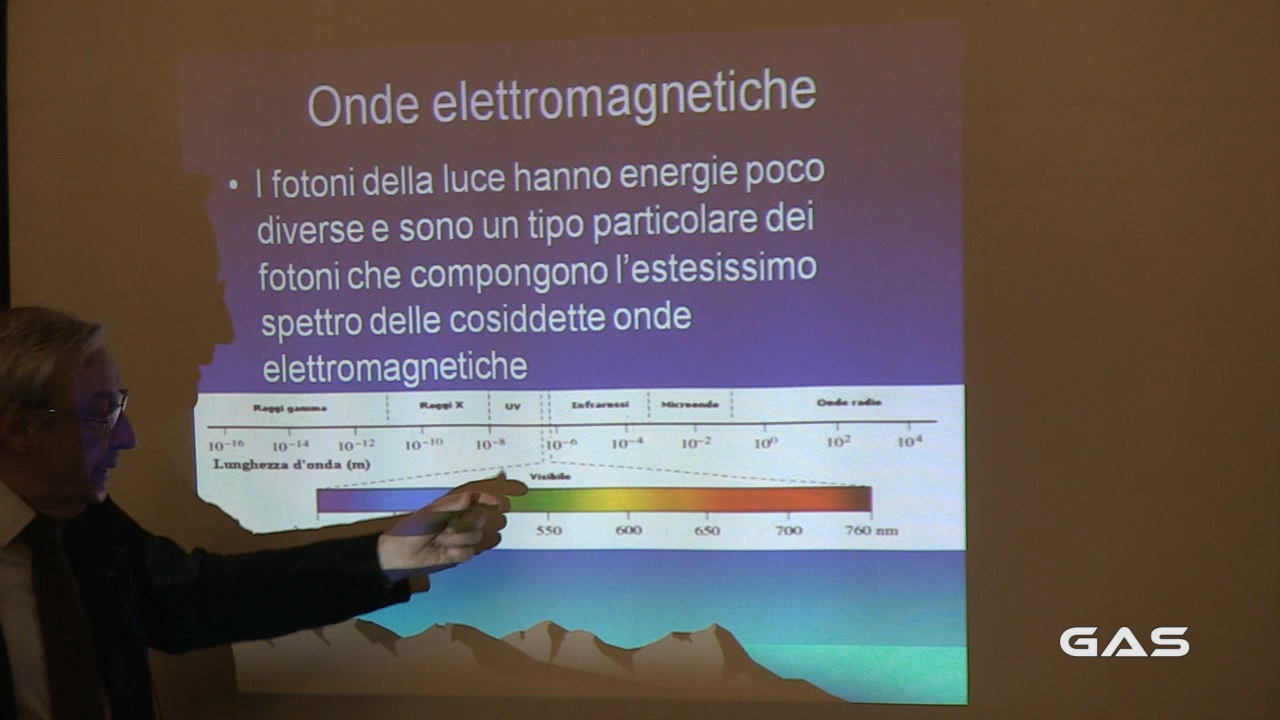 Onde elettromagnetiche
• I fotoni della luce hanno energie poco
diverse e sono un tipo particolare dei
fotoni che compongono l'estesissimo
spettro delle cosiddette onde
elettromagnetiche
Raggi gamma Raggi X UV Infrarossi Microonde Onde radio
10⁻¹⁶ 10⁻¹⁴ 10⁻¹² 10⁻¹⁰ 10⁻⁸ 10⁻⁶ 10⁻⁴ 10⁻² 10⁰ 10² 10⁴
Lunghezza d'onda (m)
Visibile
550 600 650 700 760 nm
GAS